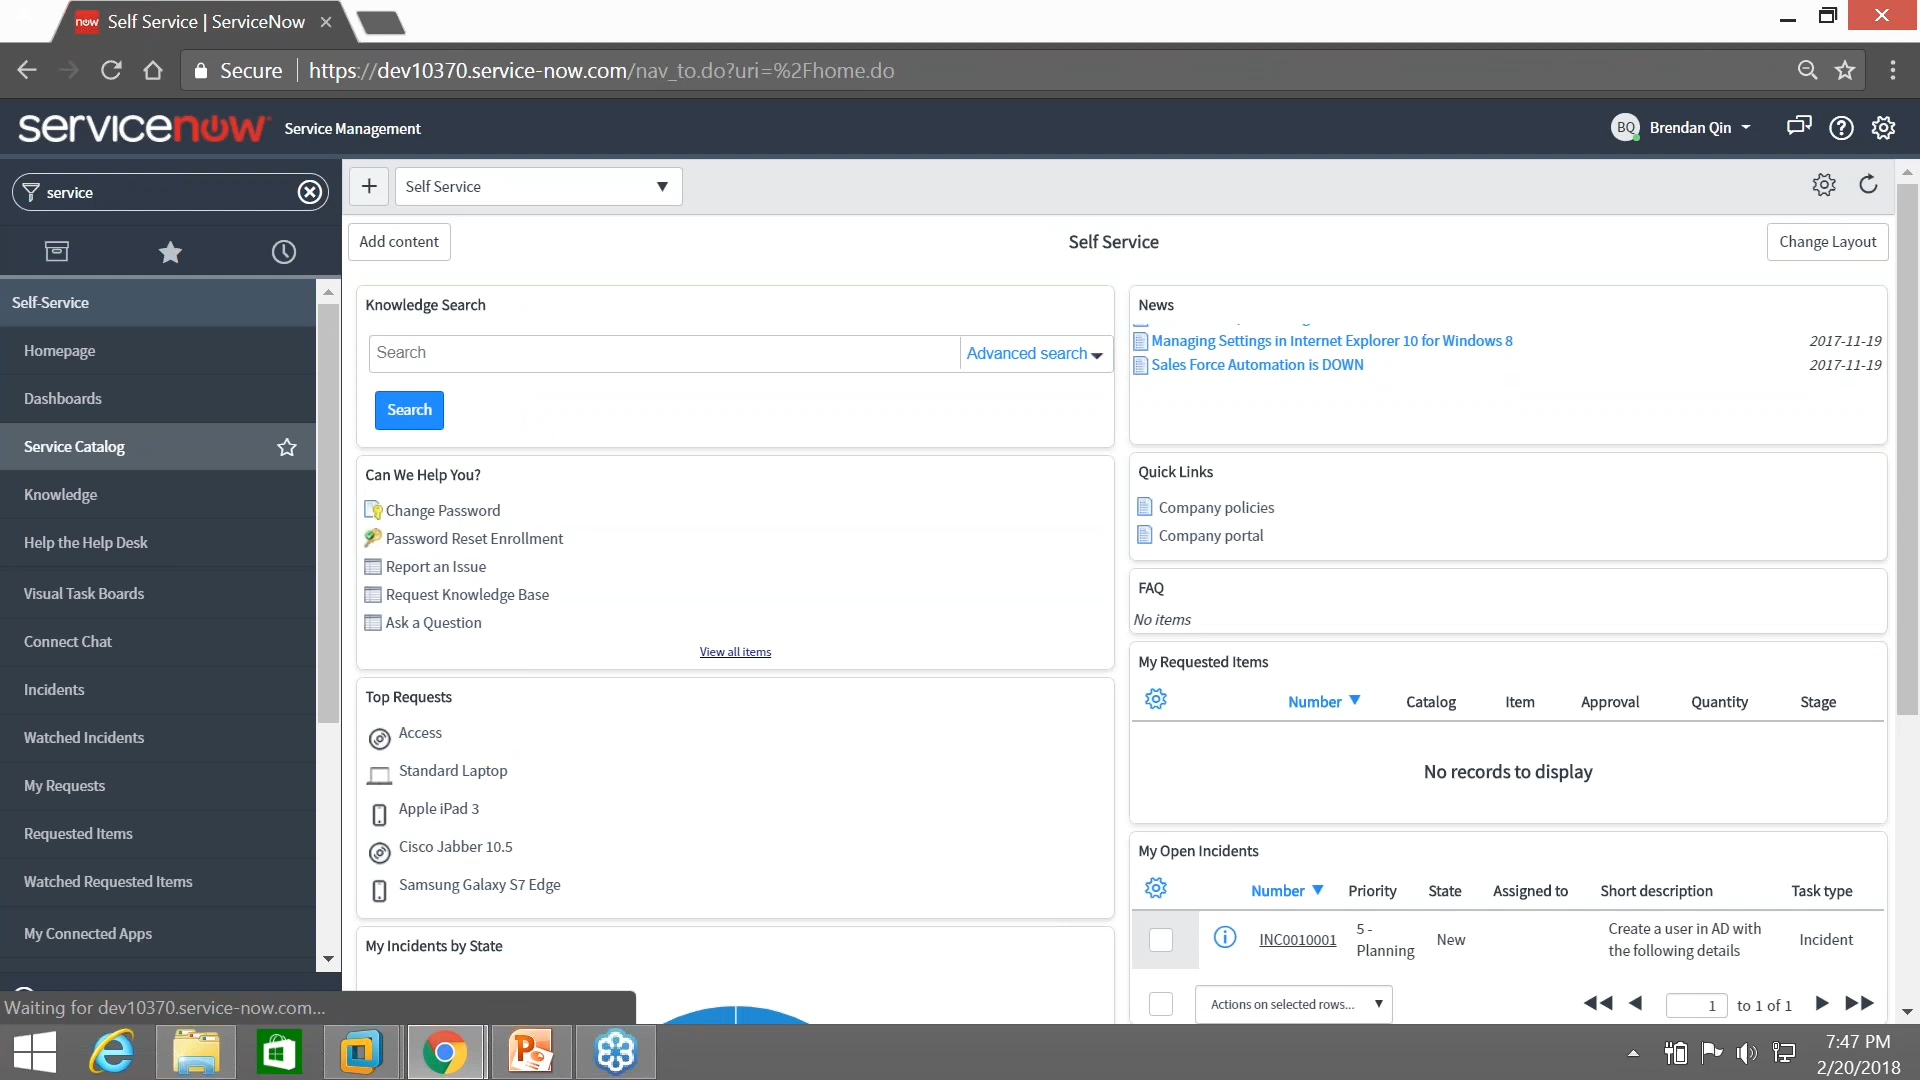 now Self Service | ServiceNow
Secure https://dev10370.service-now.com/nav_to.do?uri=%2Fhome.do
servicenow Service Management
BQ Brendan Qin
service
Self Service
Add content
Self Service
Change Layout
Self-Service
Homepage
Dashboards
Service Catalog
Knowledge
Help the Help Desk
Visual Task Boards
Connect Chat
Incidents
Watched Incidents
My Requests
Requested Items
Watched Requested Items
My Connected Apps
Waiting for dev10370.service-now.com...
Knowledge Search
Search Advanced search
Search
Can We Help You?
Change Password
Password Reset Enrollment
Report an Issue
Request Knowledge Base
Ask a Question
View all items
Top Requests
Access
Standard Laptop
Apple iPad 3
Cisco Jabber 10.5
Samsung Galaxy S7 Edge
My Incidents by State
News
Managing Settings in Internet Explorer 10 for Windows 8 2017-11-19
Sales Force Automation is DOWN 2017-11-19
Quick Links
Company policies
Company portal
FAQ
No items
My Requested Items
Number Catalog Item Approval Quantity Stage
No records to display
My Open Incidents
Number Priority State Assigned to Short description Task type
INC0010001 5 - Planning New Create a user in AD with the following details Incident
Actions on selected rows... 1 to 1 of 1
7:47 PM
2/20/2018